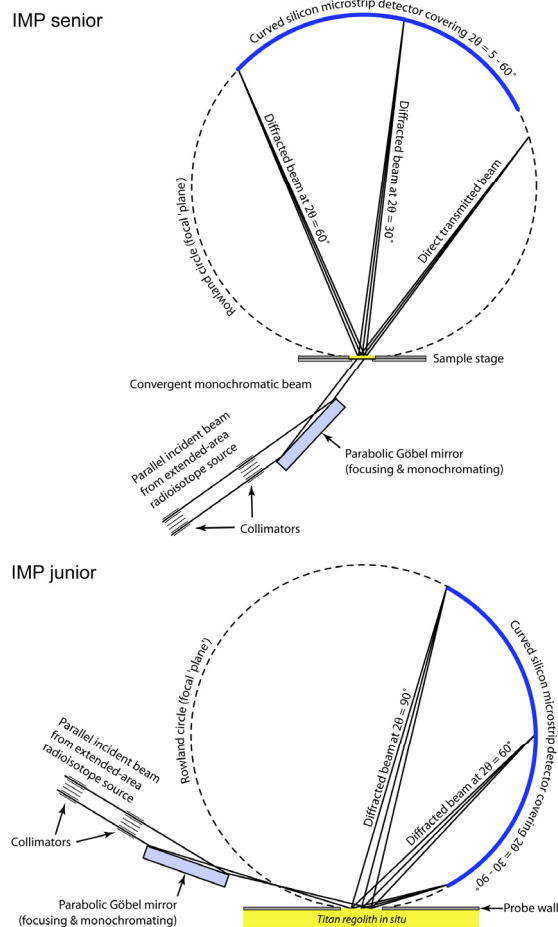 IMP senior
Curved silicon microstrip detector covering 2θ = 5 - 60°
Diffracted beam at 2θ = 60°
Diffracted beam at 2θ = 30°
Direct transmitted beam
Rowland circle (focal 'plane')
Sample stage
Convergent monochromatic beam
Parallel incident beam
from extended-area
radioisotope source
Parabolic Göbel mirror
(focusing & monochromating)
Collimators
IMP junior
Rowland circle (focal 'plane')
Curved silicon microstrip detector covering 2θ = 30 - 90°
Diffracted beam at 2θ = 90°
Diffracted beam at 2θ = 60°
Parallel incident beam
from extended-area
radioisotope source
Collimators
Parabolic Göbel mirror
(focusing & monochromating)
Probe wall
Titan regolith in situ